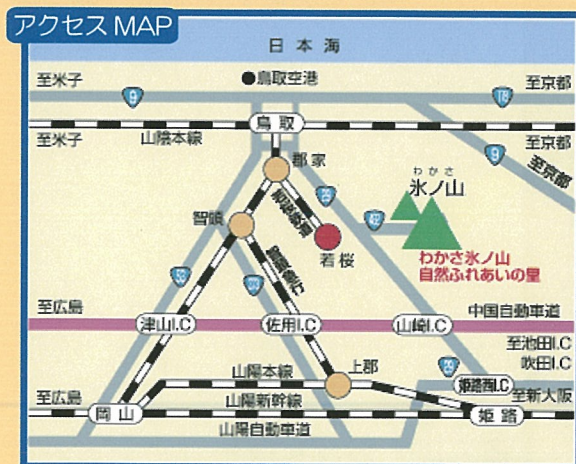 アクセス MAP
日本海
至米子
鳥取空港
至京都
9
鳥取
至米子
山陰本線
至京都
9
至京都
郡家
わかさ
氷ノ山
29
智頭
若桜
わかさ氷ノ山
自然ふれあいの里
53
至広島
中国自動車道
津山I.C
佐用I.C
山崎I.C
至池田I.C
吹田I.C
29
山陽本線
上郡
姫路西I.C
至広島
山陽新幹線
至新大阪
岡山
姫路
山陽自動車道